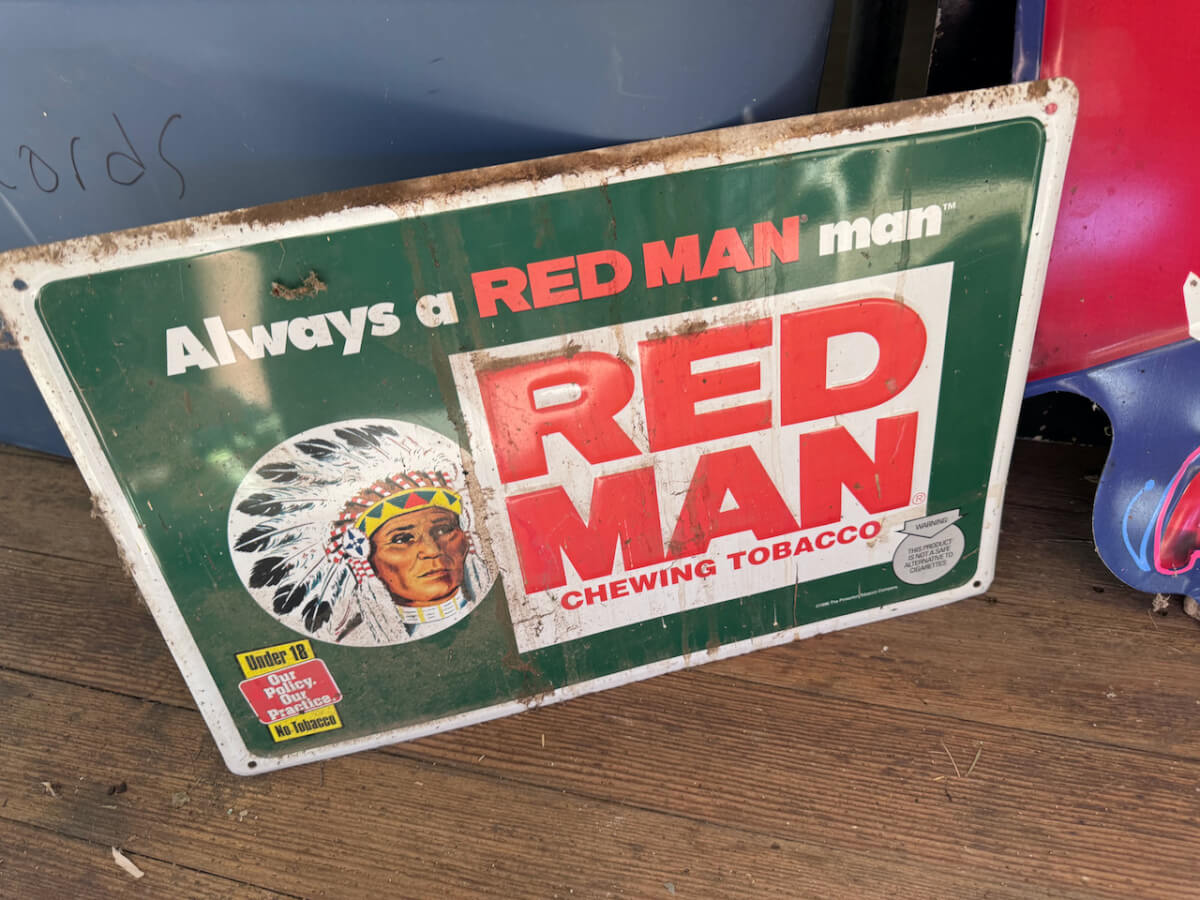 ords
Always a RED MAN man™
RED
MAN®
CHEWING TOBACCO
WARNING:
THIS PRODUCT
IS NOT A SAFE
ALTERNATIVE TO
CIGARETTES
Under 18
Our
Policy.
Our
Practice.
No Tobacco